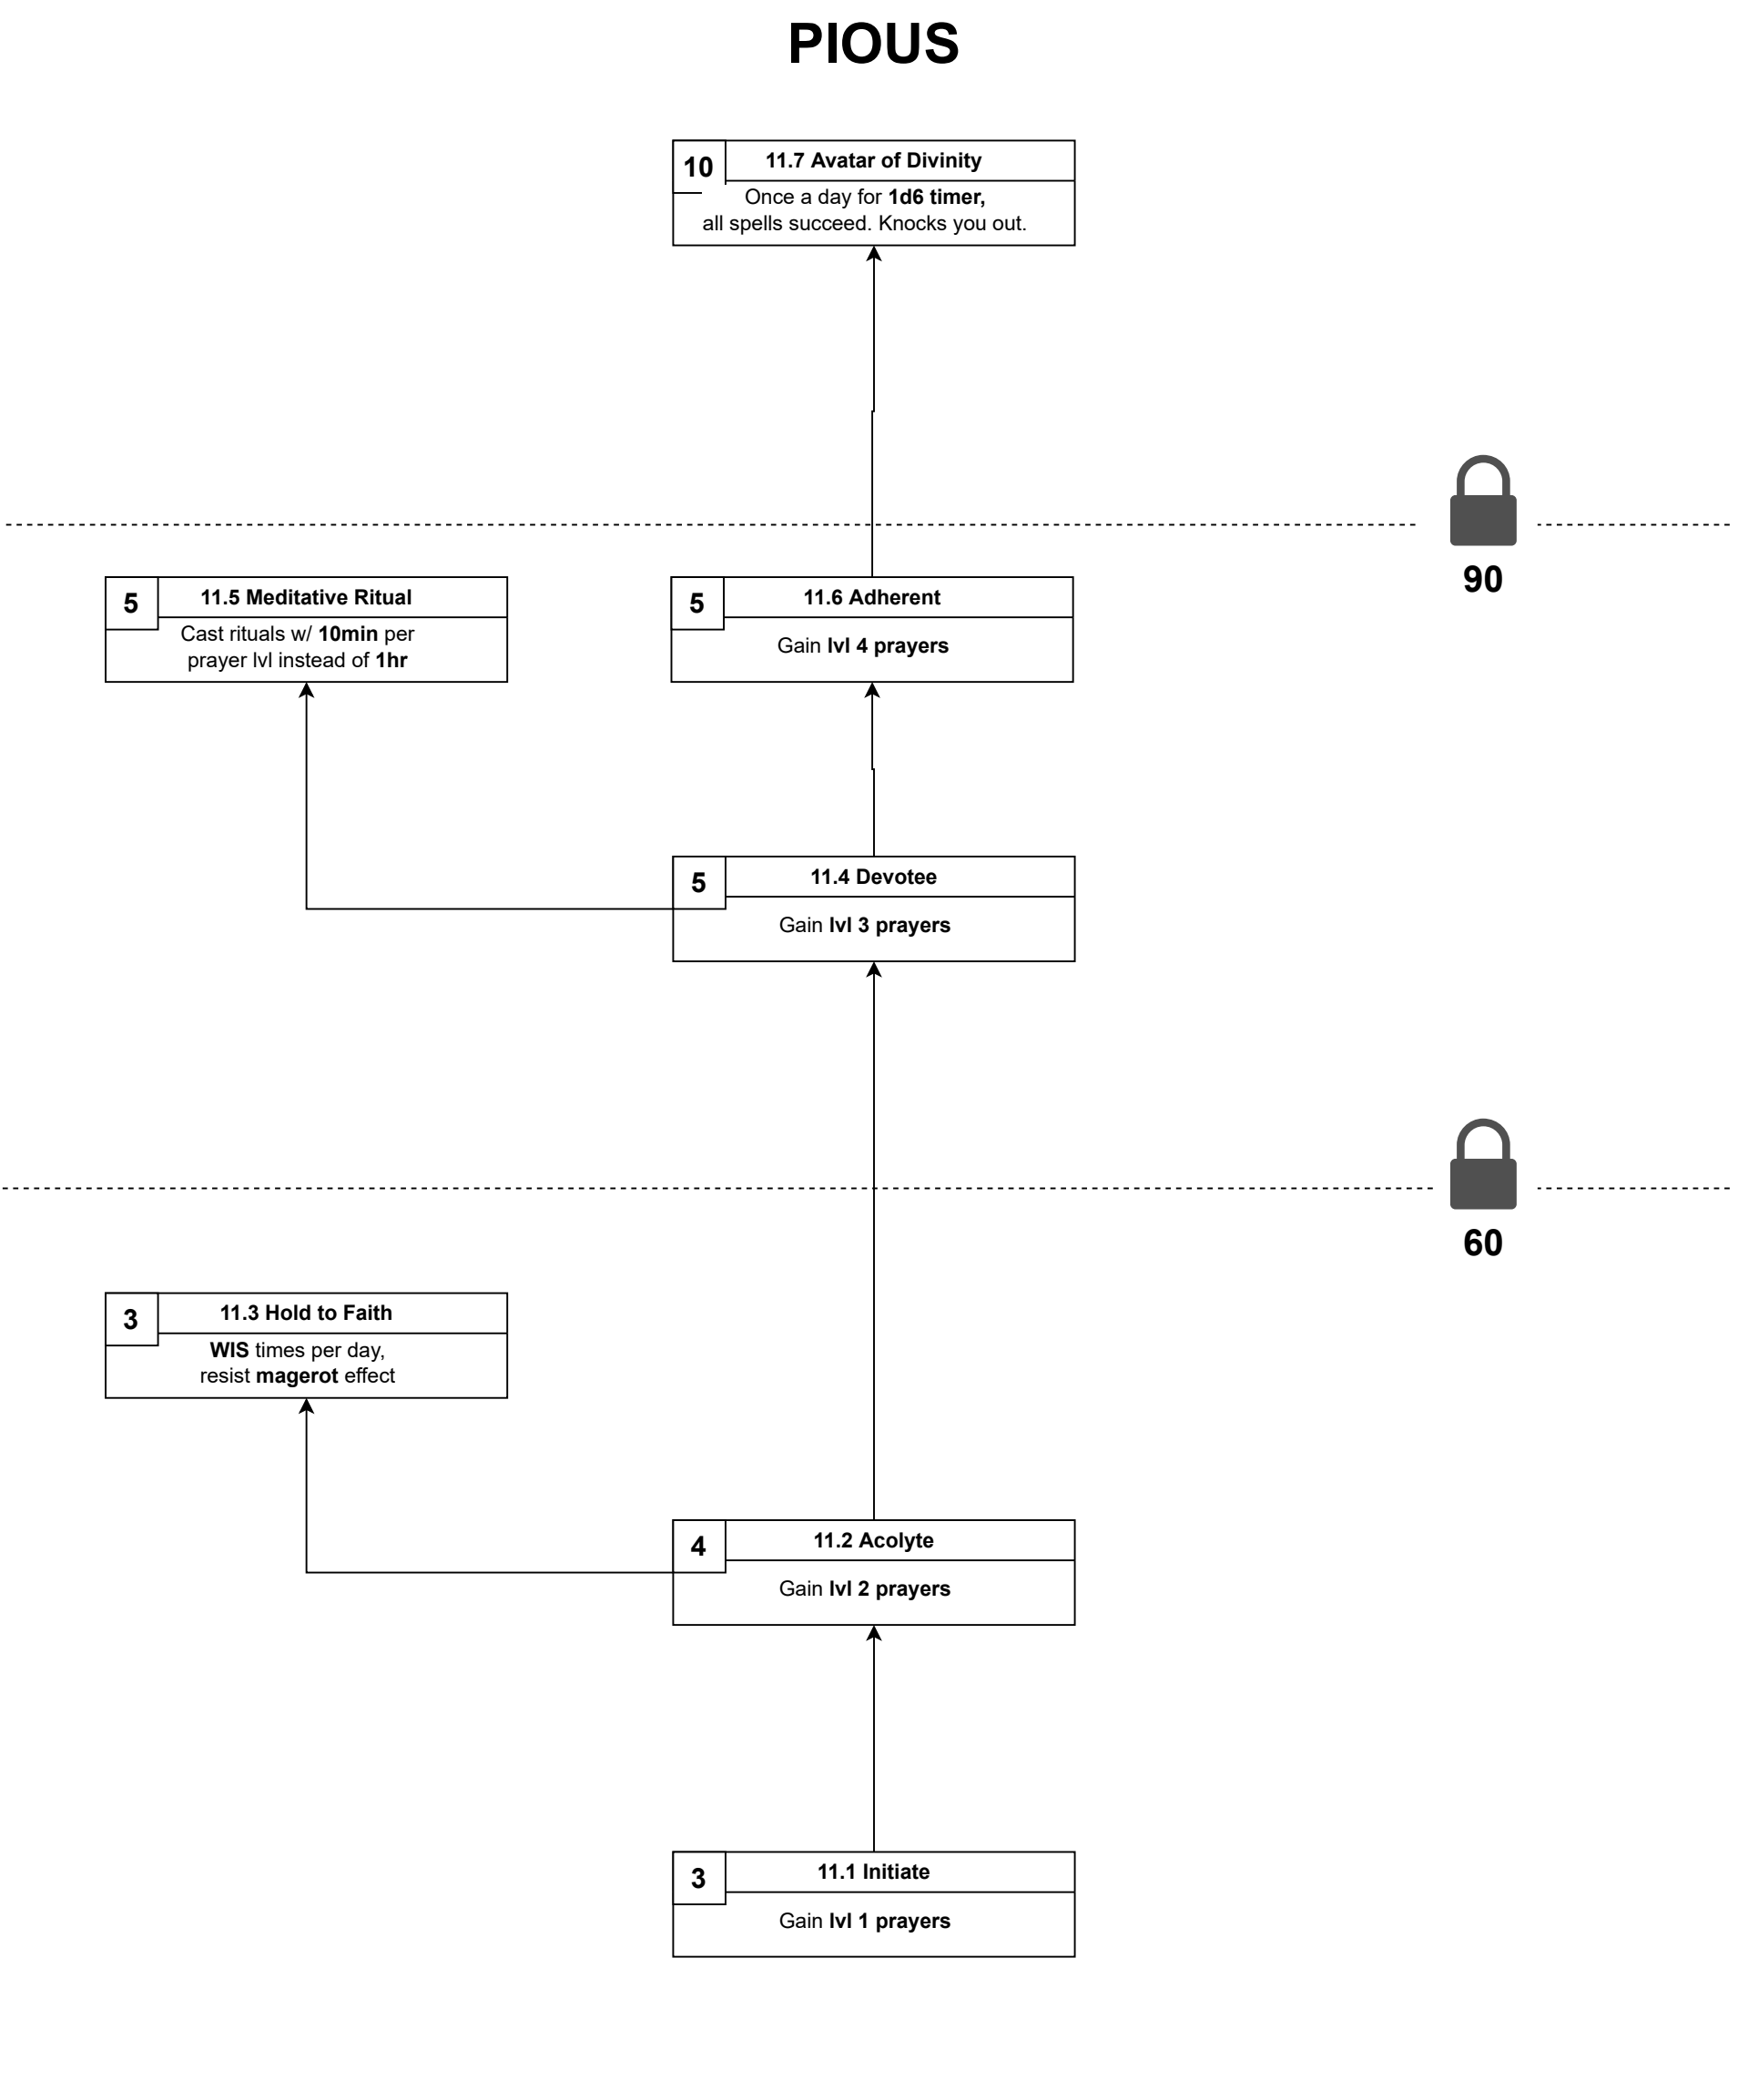 PIOUS
10
11.7 Avatar of Divinity
Once a day for 1d6 timer,
all spells succeed. Knocks you out.
90
5
11.5 Meditative Ritual
Cast rituals w/ 10min per
prayer lvl instead of 1hr
5
11.6 Adherent
Gain lvl 4 prayers
5
11.4 Devotee
Gain lvl 3 prayers
60
3
11.3 Hold to Faith
WIS times per day,
resist magerot effect
4
11.2 Acolyte
Gain lvl 2 prayers
3
11.1 Initiate
Gain lvl 1 prayers